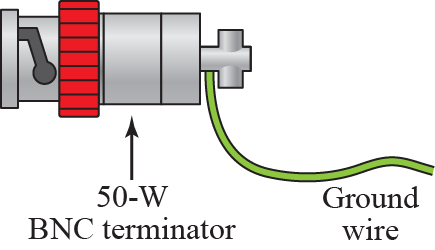 50-W
BNC terminator
Ground
wire